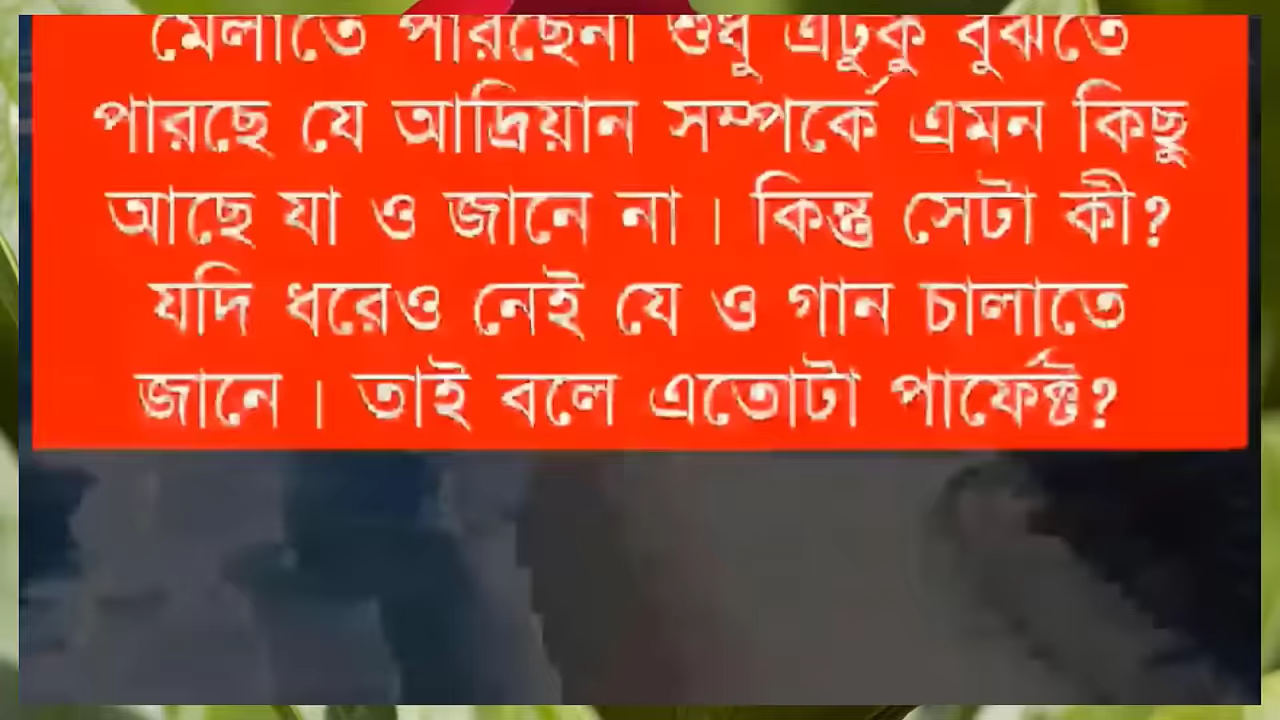 মেলাতে পারছেনা শুধু এটুকু বুঝতে
পারছে যে আদ্রিয়ান সম্পর্কে এমন কিছু
আছে যা ও জানে না। কিন্তু সেটা কী?
যদি ধরেও নেই যে ও গান চালাতে
জানে। তাই বলে এতোটা পার্ফেক্ট?